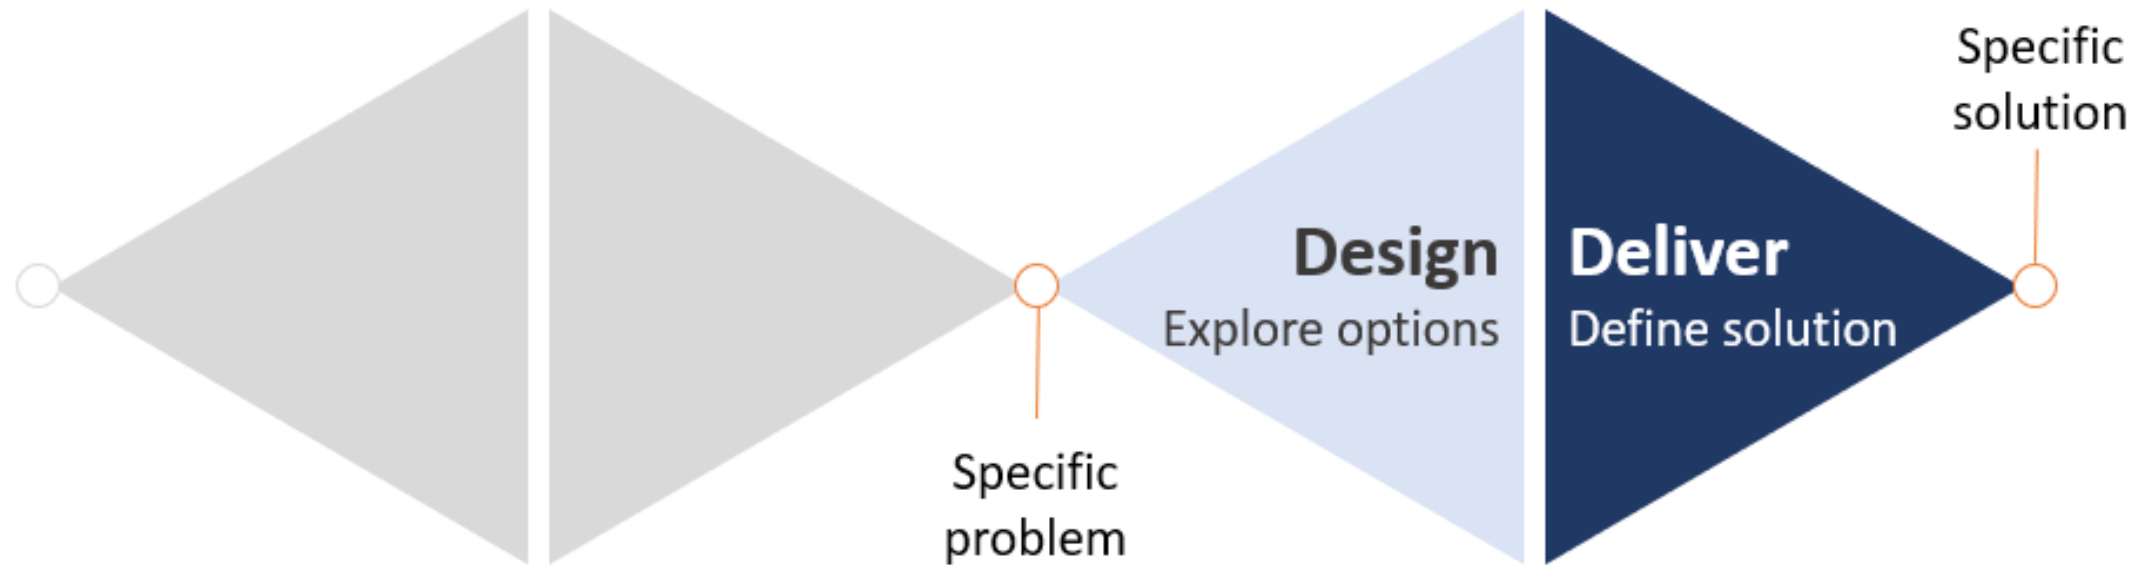 Specific
problem
Design
Explore options
Deliver
Define solution
Specific
solution